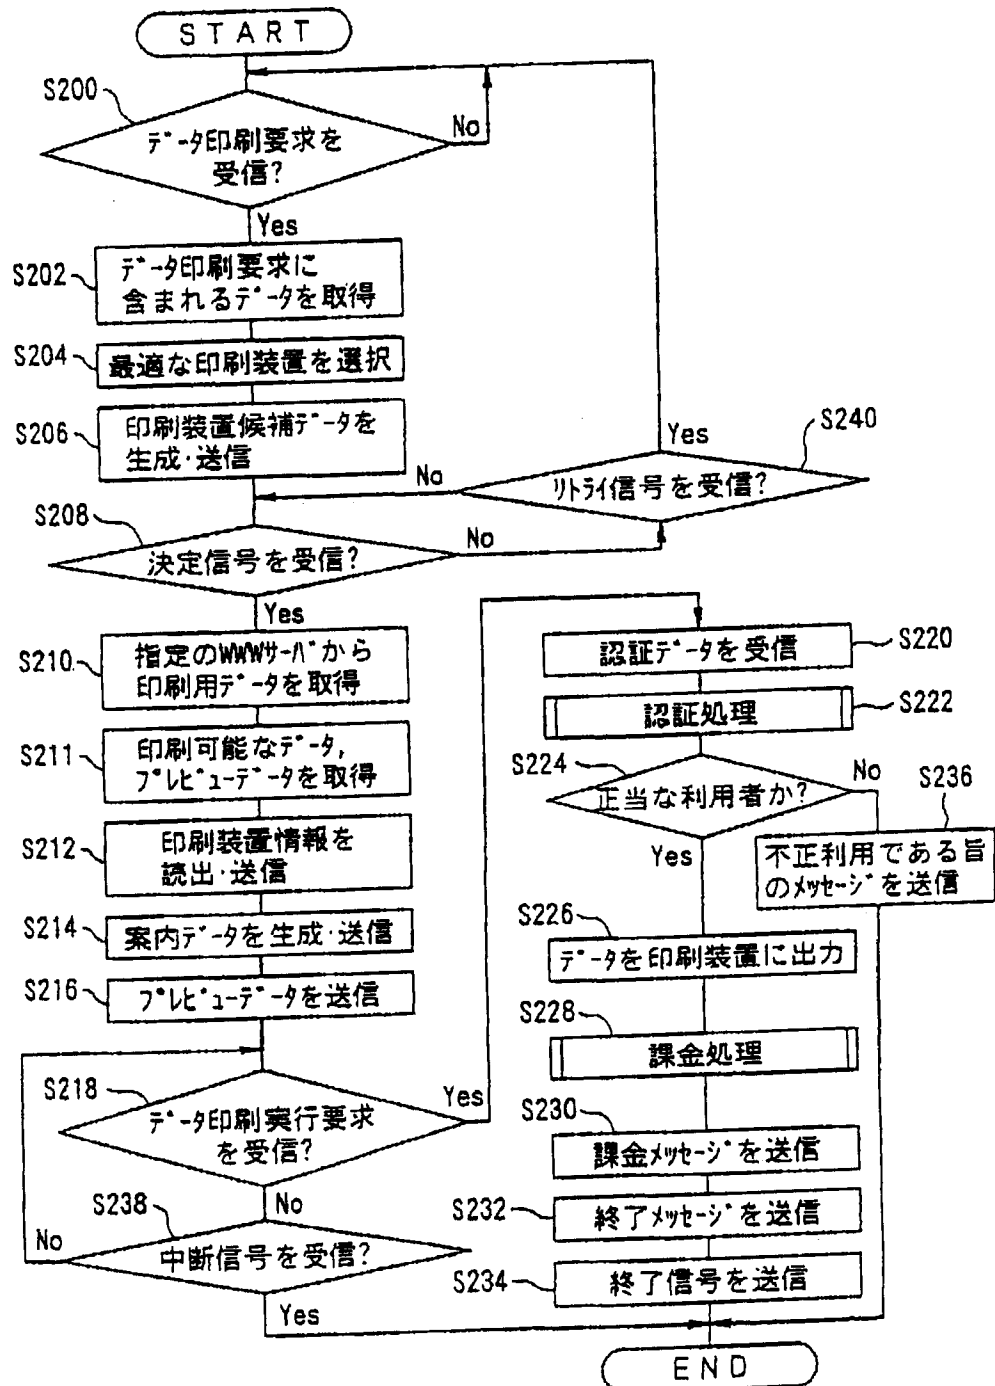 START
S200
データ印刷要求を
受信?
No
Yes
S202
データ印刷要求に
含まれるデータを取得
S204
最適な印刷装置を選択
S206
印刷装置候補データを
生成・送信
S240
Yes
リトライ信号を受信?
No
S208
決定信号を受信?
No
Yes
S210
指定のWWWサーバから
印刷用データを取得
S211
印刷可能なデータ,
プレビューデータを取得
S212
印刷装置情報を
読出・送信
S214
案内データを生成・送信
S216
プレビューデータを送信
S218
データ印刷実行要求
を受信?
Yes
No
S238
中断信号を受信?
No
Yes
S220
認証データを受信
S222
認証処理
S224
正当な利用者か?
No
Yes
S236
不正利用である旨
のメッセージを送信
S226
データを印刷装置に出力
S228
課金処理
S230
課金メッセージを送信
S232
終了メッセージを送信
S234
終了信号を送信
END